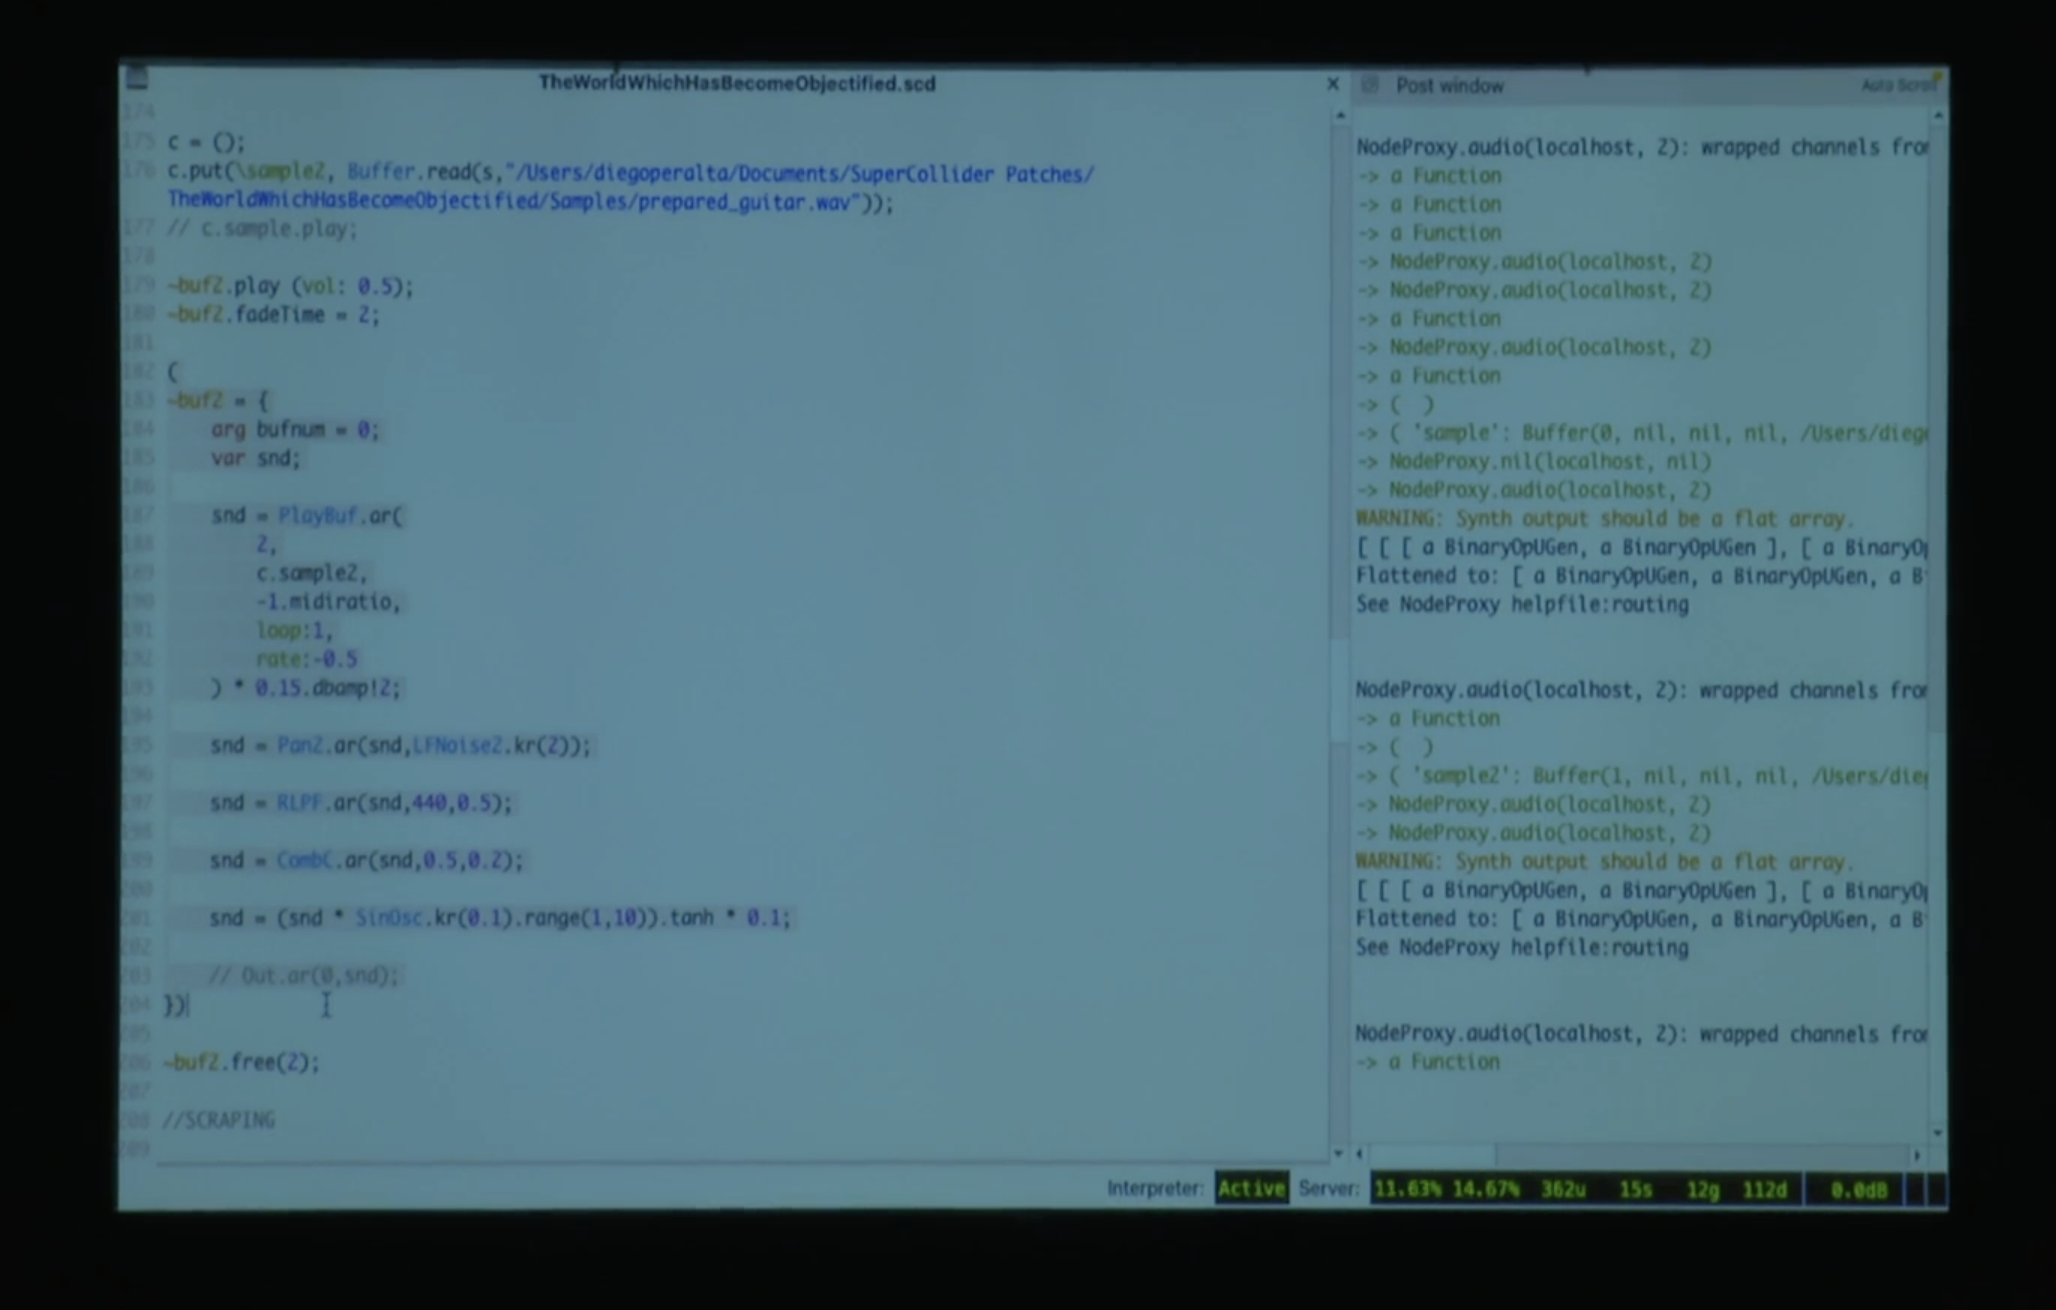 TheWorldWhichHasBecomeObjectified.scd
174
175 c = ();
176 c.put(\sample2, Buffer.read(s,"/Users/diegoperalta/Documents/SuperCollider Patches/
TheWorldWhichHasBecomeObjectified/Samples/prepared_guitar.wav"));
177 // c.sample.play;
178
179 ~buf2.play (vol: 0.5);
180 ~buf2.fadeTime = 2;
181
182 (
183 ~buf2 = {
184 arg bufnum = 0;
185 var snd;
186
187 snd = PlayBuf.ar(
188 2,
189 c.sample2,
190 -1.midiratio,
191 loop:1,
192 rate:-0.5
193 ) * 0.15.dbamp!2;
194
195 snd = Pan2.ar(snd,LFNoise2.kr(2));
196
197 snd = RLPF.ar(snd,440,0.5);
198
199 snd = CombC.ar(snd,0.5,0.2);
200
201 snd = (snd * SinOsc.kr(0.1).range(1,10)).tanh * 0.1;
202
203 // Out.ar(0,snd);
204 })
205
206 ~buf2.free(2);
207
208 //SCRAPING
209
Post window Auto Scroll
NodeProxy.audio(localhost, 2): wrapped channels from
-> a Function
-> a Function
-> a Function
-> NodeProxy.audio(localhost, 2)
-> NodeProxy.audio(localhost, 2)
-> a Function
-> NodeProxy.audio(localhost, 2)
-> a Function
-> ( )
-> ( 'sample': Buffer(0, nil, nil, nil, /Users/dieg
-> NodeProxy.nil(localhost, nil)
-> NodeProxy.audio(localhost, 2)
WARNING: Synth output should be a flat array.
[ [ [ a BinaryOpUGen, a BinaryOpUGen ], [ a BinaryOp
Flattened to: [ a BinaryOpUGen, a BinaryOpUGen, a B
See NodeProxy helpfile:routing
NodeProxy.audio(localhost, 2): wrapped channels from
-> a Function
-> ( )
-> ( 'sample2': Buffer(1, nil, nil, nil, /Users/die
-> NodeProxy.audio(localhost, 2)
-> NodeProxy.audio(localhost, 2)
WARNING: Synth output should be a flat array.
[ [ [ a BinaryOpUGen, a BinaryOpUGen ], [ a BinaryOp
Flattened to: [ a BinaryOpUGen, a BinaryOpUGen, a B
See NodeProxy helpfile:routing
NodeProxy.audio(localhost, 2): wrapped channels from
-> a Function
Interpreter: Active Server: 11.63% 14.67% 362u 15s 12g 112d 0.0dB